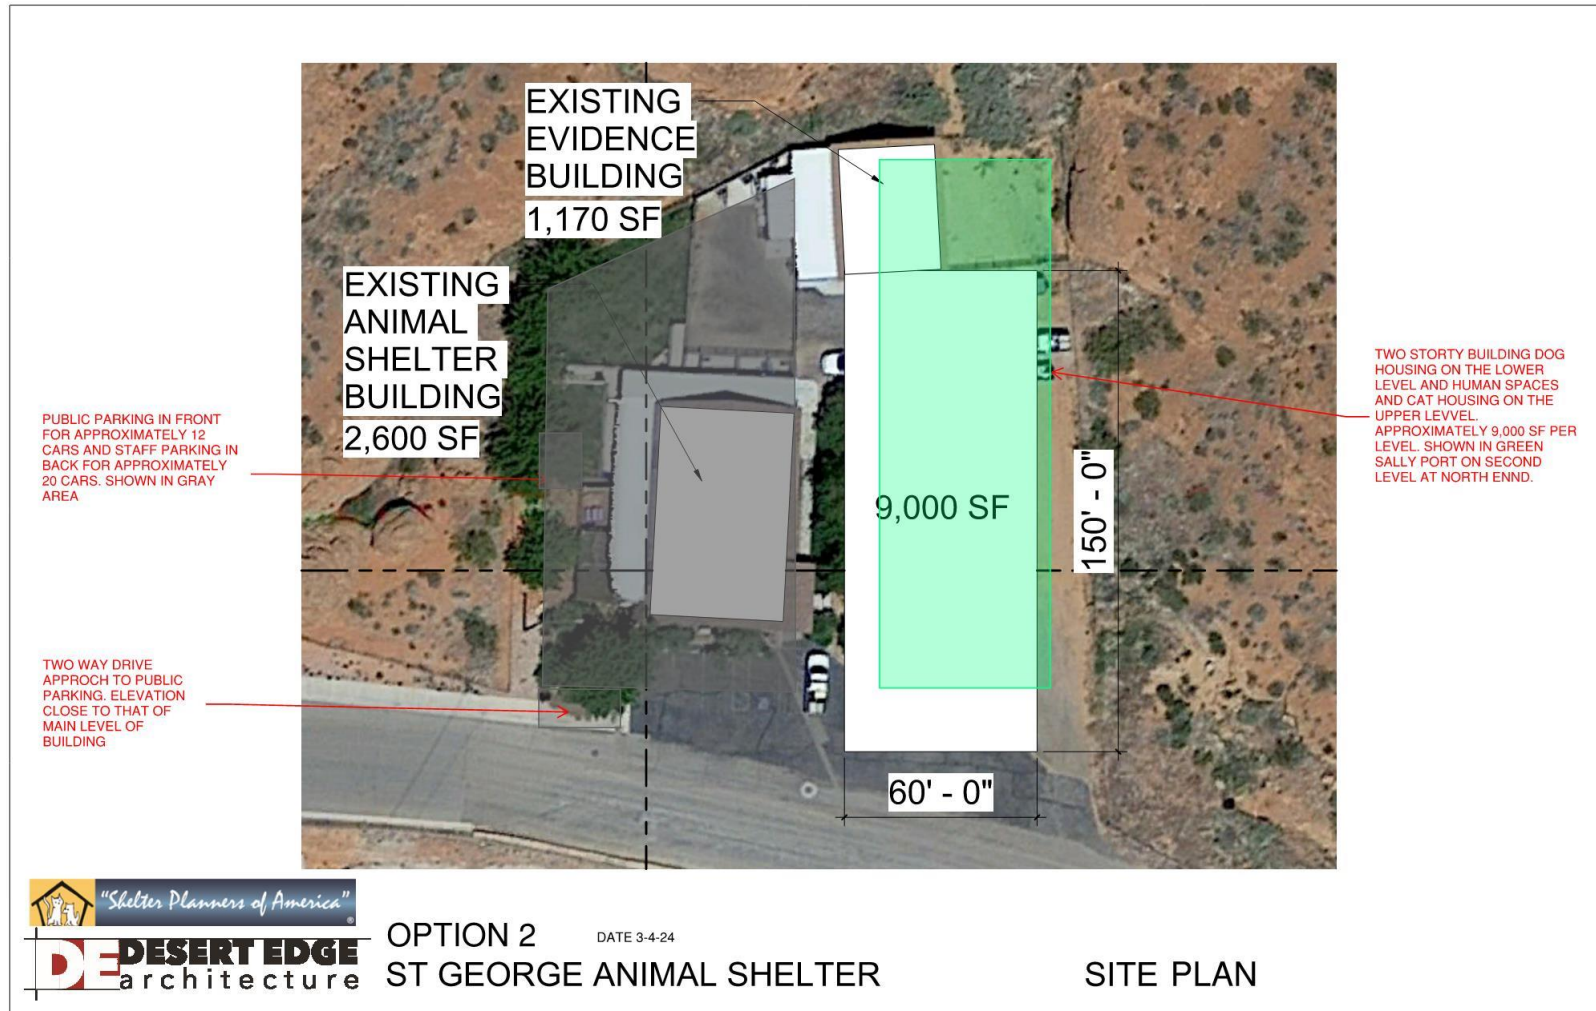 EXISTING
EVIDENCE
BUILDING
1,170 SF
EXISTING
ANIMAL
SHELTER
BUILDING
2,600 SF
PUBLIC PARKING IN FRONT
FOR APPROXIMATELY 12
CARS AND STAFF PARKING IN
BACK FOR APPROXIMATELY
20 CARS. SHOWN IN GRAY
AREA
TWO STORTY BUILDING DOG
HOUSING ON THE LOWER
LEVEL AND HUMAN SPACES
AND CAT HOUSING ON THE
UPPER LEVVEL.
APPROXIMATELY 9,000 SF PER
LEVEL. SHOWN IN GREEN
SALLY PORT ON SECOND
LEVEL AT NORTH ENND.
9,000 SF
150' - 0"
TWO WAY DRIVE
APPROCH TO PUBLIC
PARKING. ELEVATION
CLOSE TO THAT OF
MAIN LEVEL OF
BUILDING
60' - 0"
"Shelter Planners of America"®
DE DESERT EDGE
architecture
OPTION 2 DATE 3-4-24
ST GEORGE ANIMAL SHELTER
SITE PLAN